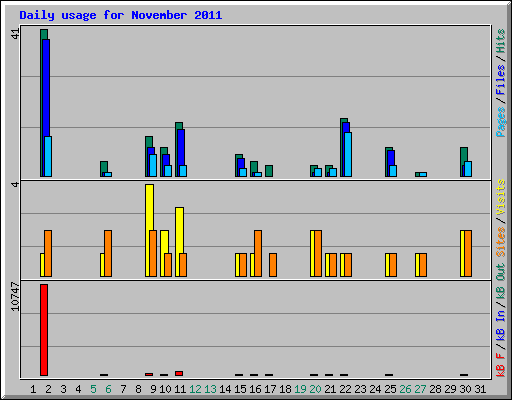 Daily usage for November 2011
41
Pages / Files / Hits
4
Sites / Visits
10747
kB F / kB In / kB Out
1 2 3 4 5 6 7 8 9 10 11 12 13 14 15 16 17 18 19 20 21 22 23 24 25 26 27 28 29 30 31